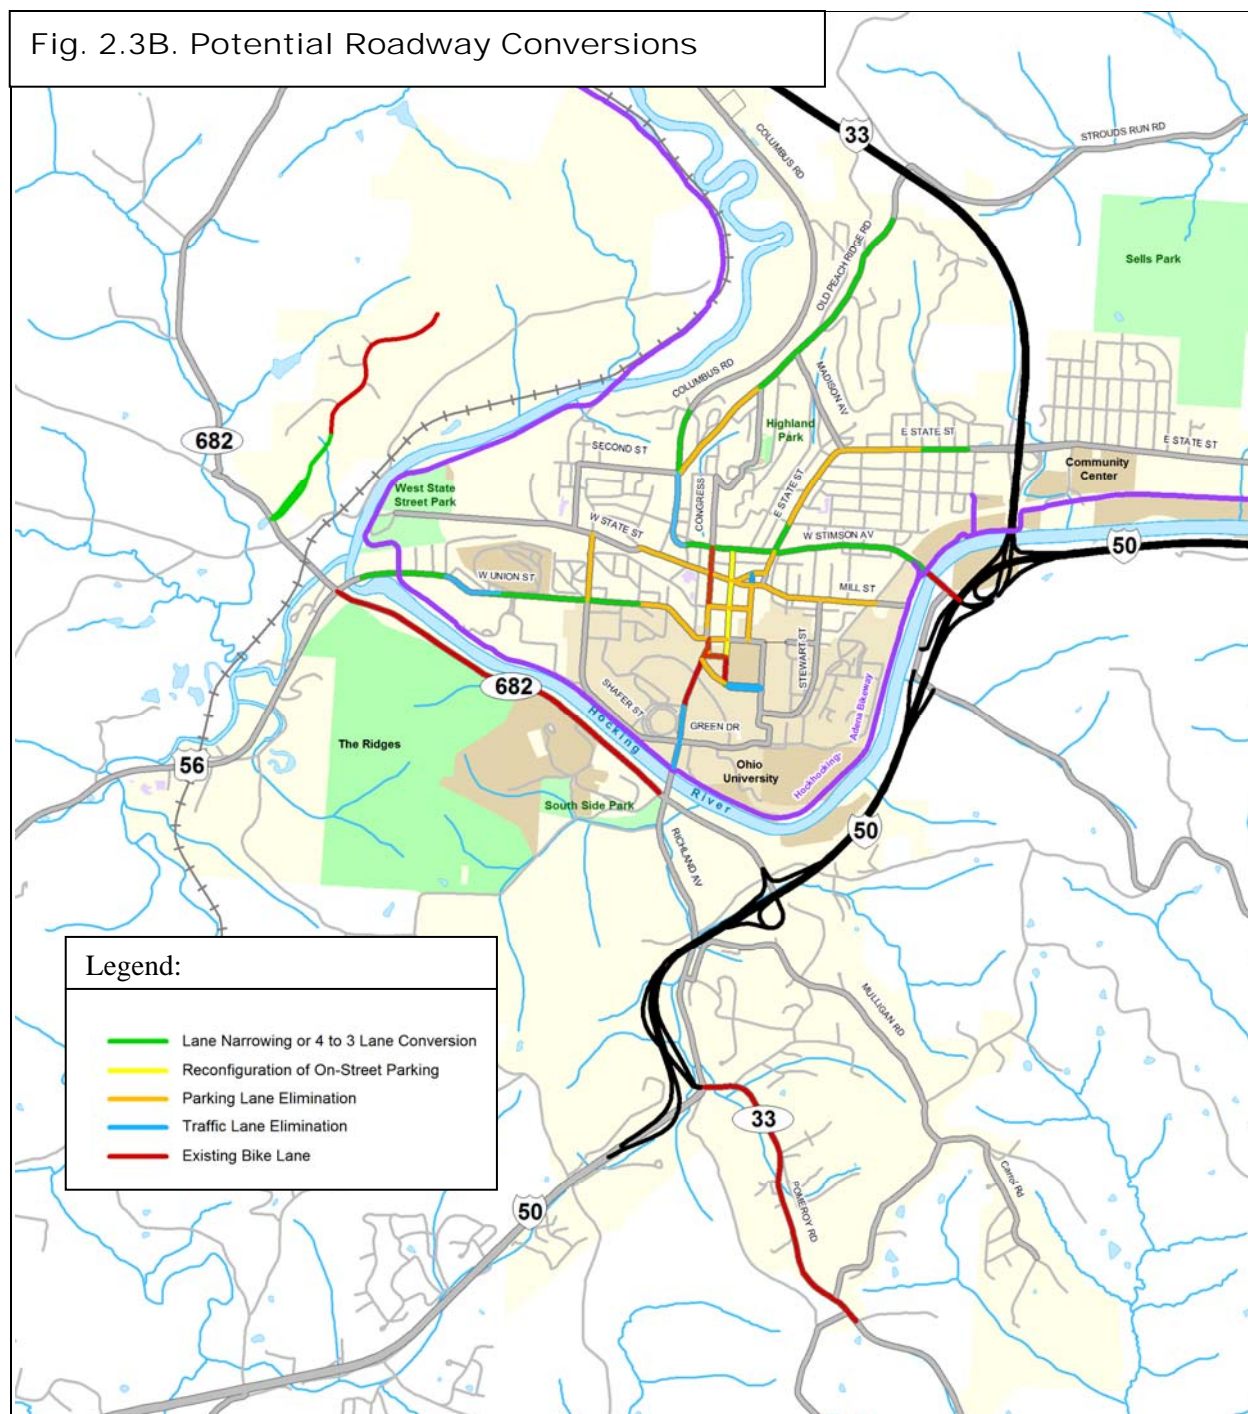 Fig. 2.3B. Potential Roadway Conversions
33
COLUMBUS RD
STROUDS RUN RD
OLD PEACH RIDGE RD
Sells Park
COLUMBUS RD
MADISON AV
682
Highland
Park
E STATE ST
E STATE ST
SECOND ST
Community
Center
West State
Street Park
CONGRESS
E STATE ST
W STATE ST
W STIMSON AV
50
W UNION ST
MILL ST
STEWART ST
682
SHAFER ST
Hocking
GREEN DR
Adena Bikeway
The Ridges
56
Ohio
University
Hockhocking-
South Side Park
River
50
RICHLAND AV
Legend:
MULLIGAN RD
Lane Narrowing or 4 to 3 Lane Conversion
Reconfiguration of On-Street Parking
Parking Lane Elimination
Traffic Lane Elimination
Existing Bike Lane
33
Carrol Rd
POMEROY RD
50